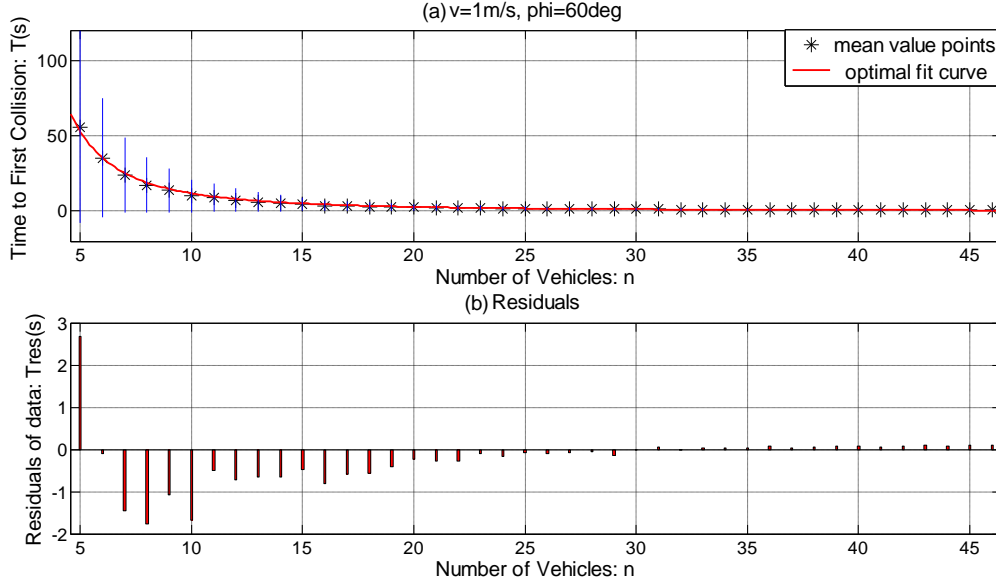 (a) v=1m/s, phi=60deg
Time to First Collision: T(s)
100
50
0
mean value points
optimal fit curve
5 10 15 20 25 30 35 40 45
Number of Vehicles: n
(b) Residuals
Residuals of data: Tres(s)
3
2
1
0
-1
-2
5 10 15 20 25 30 35 40 45
Number of Vehicles: n